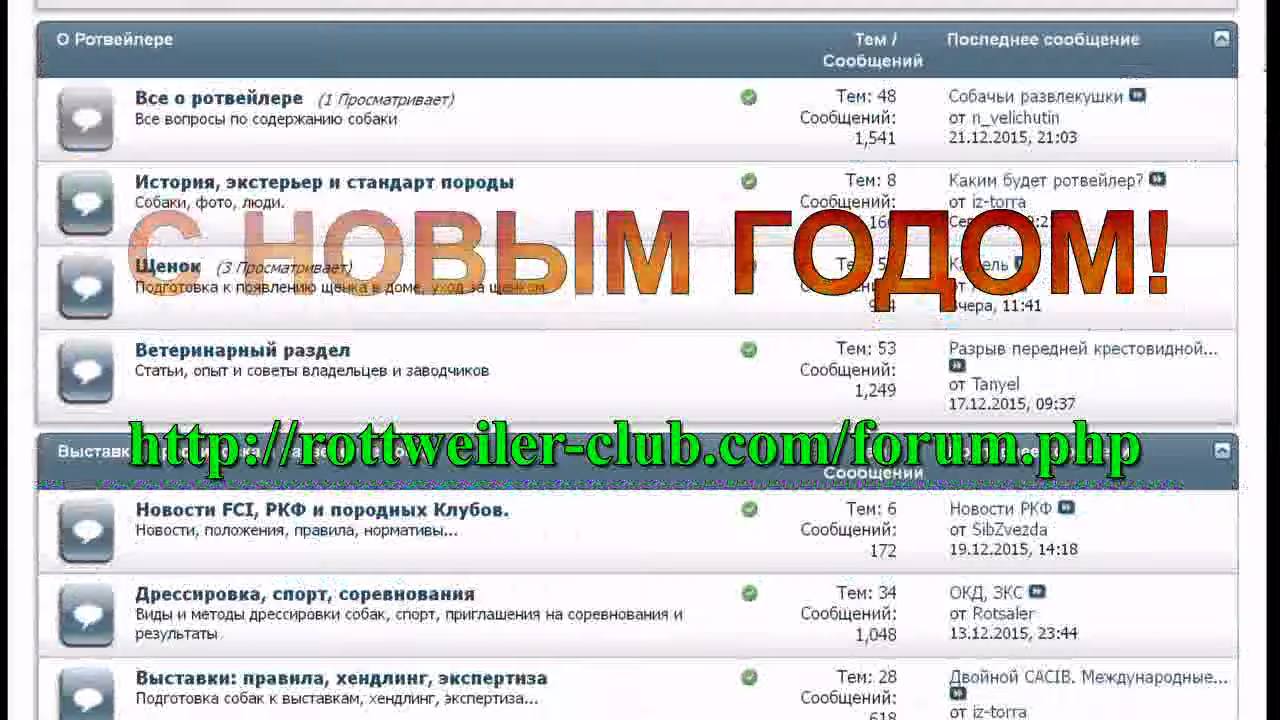 О Ротвейлере
Тем / Сообщений
Последнее сообщение
Все о ротвейлере (1 Просматривает)
Все вопросы по содержанию собаки
Тем: 48
Сообщений: 1,541
Собачьи развлекушки
от n_velichutin
21.12.2015, 21:03
История, экстерьер и стандарт породы
Собаки, фото, люди.
Тем: 8
Сообщений:
Каким будет ротвейлер?
от iz-torra
С НОВЫМ ГОДОМ!
Щенок (3 Просматривает)
Подготовка к появлению щенка в доме, уход за щенком
Вчера, 11:41
Ветеринарный раздел
Статьи, опыт и советы владельцев и заводчиков
Тем: 53
Сообщений: 1,249
Разрыв передней крестовидной...
от Tanyel
17.12.2015, 09:37
http://rottweiler-club.com/forum.php
Сообщений
Новости FCI, РКФ и породных Клубов.
Новости, положения, правила, нормативы...
Тем: 6
Сообщений: 172
Новости РКФ
от SibZvezda
19.12.2015, 14:18
Дрессировка, спорт, соревнования
Виды и методы дрессировки собак, спорт, приглашения на соревнования и
результаты
Тем: 34
Сообщений: 1,048
ОКД, ЗКС
от Rotsaler
13.12.2015, 23:44
Выставки: правила, хендлинг, экспертиза
Подготовка собак к выставкам, хендлинг, экспертиза...
Тем: 28
Сообщений: 618
Двойной CACIB. Международные...
от iz-torra